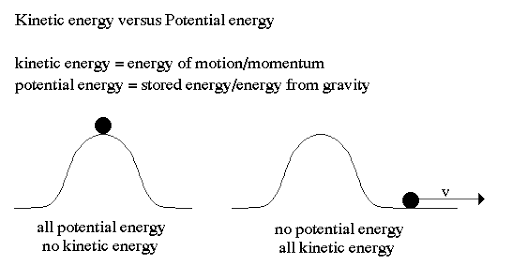 Kinetic energy versus Potential energy
kinetic energy = energy of motion/momentum
potential energy = stored energy/energy from gravity
v
all potential energy
no kinetic energy
no potential energy
all kinetic energy